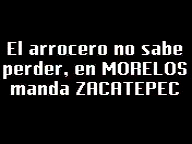 El arrocero no sabe
perder, en MORELOS
manda ZACATEPEC